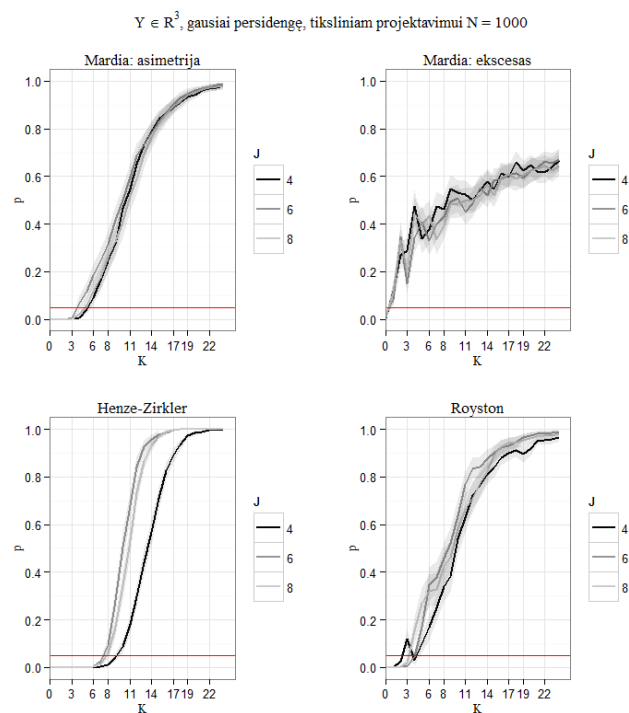 Y ∈ R³, gausiai persidengę, tiksliniam projektavimui N = 1000
Mardia: asimetrija
1.0
0.8
0.6
0.4
0.2
0.0
p
0 3 6 8 11 14 17 19 22
K
J
4
6
8
Mardia: ekscesas
1.0
0.8
0.6
0.4
0.2
0.0
p
0 3 6 8 11 14 17 19 22
K
J
4
6
8
Henze-Zirkler
1.0
0.8
0.6
0.4
0.2
0.0
p
0 3 6 8 11 14 17 19 22
K
J
4
6
8
Royston
1.0
0.8
0.6
0.4
0.2
0.0
p
0 3 6 8 11 14 17 19 22
K
J
4
6
8